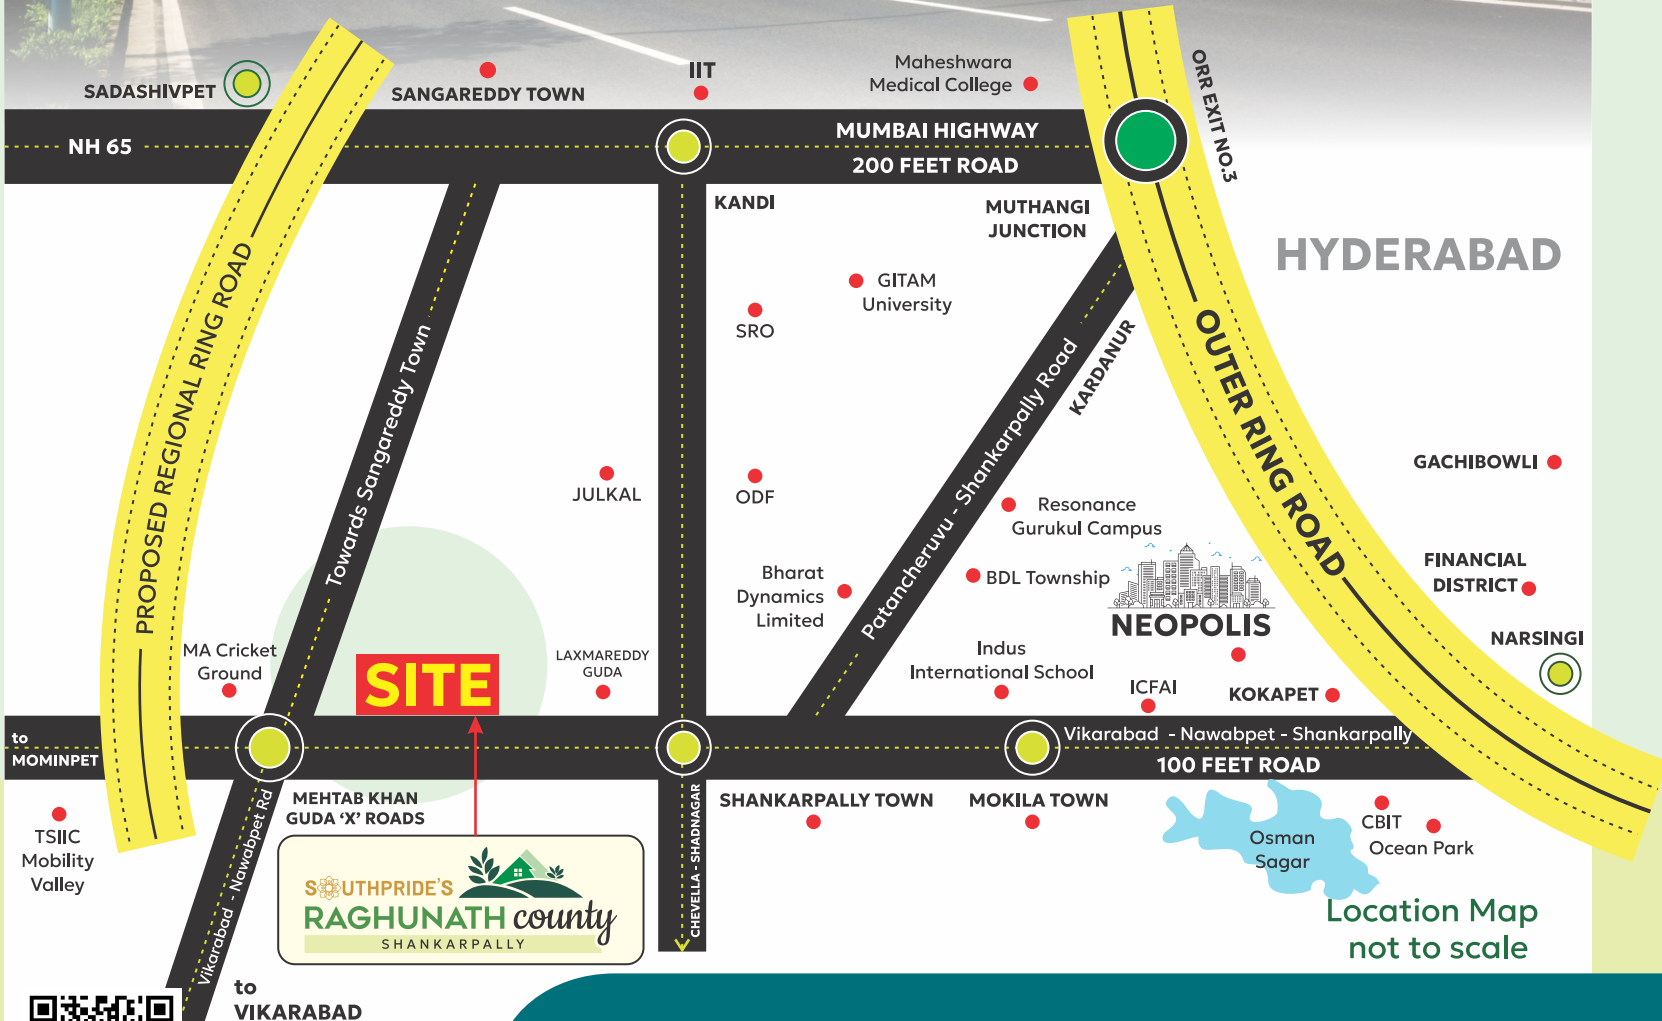 SADASHIVPET
SANGAREDDY TOWN
IIT
Maheshwara
Medical College
ORR EXIT NO.3
NH 65
MUMBAI HIGHWAY
200 FEET ROAD
KANDI
MUTHANGI
JUNCTION
HYDERABAD
GITAM
University
SRO
PROPOSED REGIONAL RING ROAD
Towards Sangareddy Town
KARDANUR
OUTER RING ROAD
Patancheruvu - Shankarpally Road
JULKAL
ODF
GACHIBOWLI
Resonance
Gurukul Campus
BDL Township
Bharat
Dynamics
Limited
FINANCIAL
DISTRICT
NEOPOLIS
NARSINGI
MA Cricket
Ground
SITE
LAXMAREDDY
GUDA
Indus
International School
ICFAI
KOKAPET
to
MOMINPET
Vikarabad - Nawabpet - Shankarpally
100 FEET ROAD
MEHTAB KHAN
GUDA ‘X’ ROADS
SHANKARPALLY TOWN
MOKILA TOWN
TSIIC
Mobility
Valley
Vikarabad - Nawabpet Rd
CHEVELLA - SHADNAGAR
Osman
Sagar
CBIT
Ocean Park
SOUTHPRIDE’S
RAGHUNATH county
SHANKARPALLY
Location Map
not to scale
to
VIKARABAD